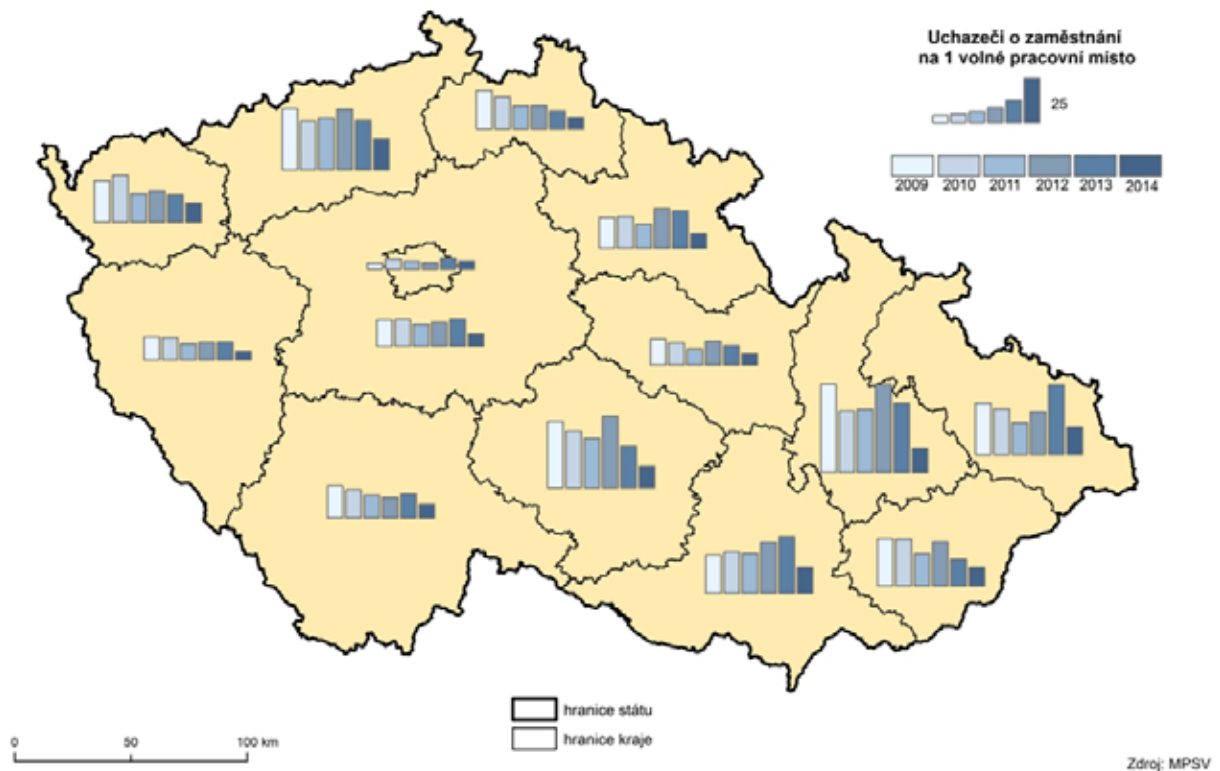 Uchazeči o zaměstnání
na 1 volné pracovní místo
25
2009 2010 2011 2012 2013 2014
hranice státu
hranice kraje
0 50 100 km
Zdroj: MPSV